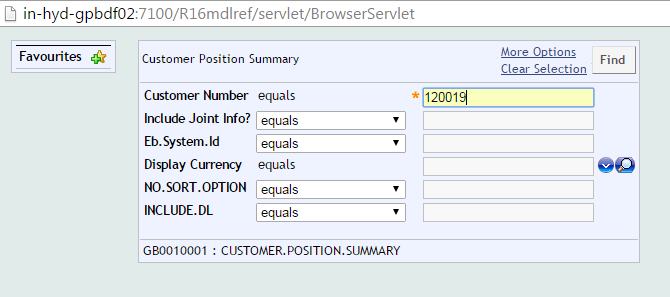 in-hyd-gpbdf02:7100/R16mdlref/servlet/BrowserServlet
Favourites
Customer Position Summary
More Options
Clear Selection
Find
Customer Number equals * 120019
Include Joint Info? equals
Eb.System.Id equals
Display Currency equals
NO.SORT.OPTION equals
INCLUDE.DL equals
GB0010001 : CUSTOMER.POSITION.SUMMARY